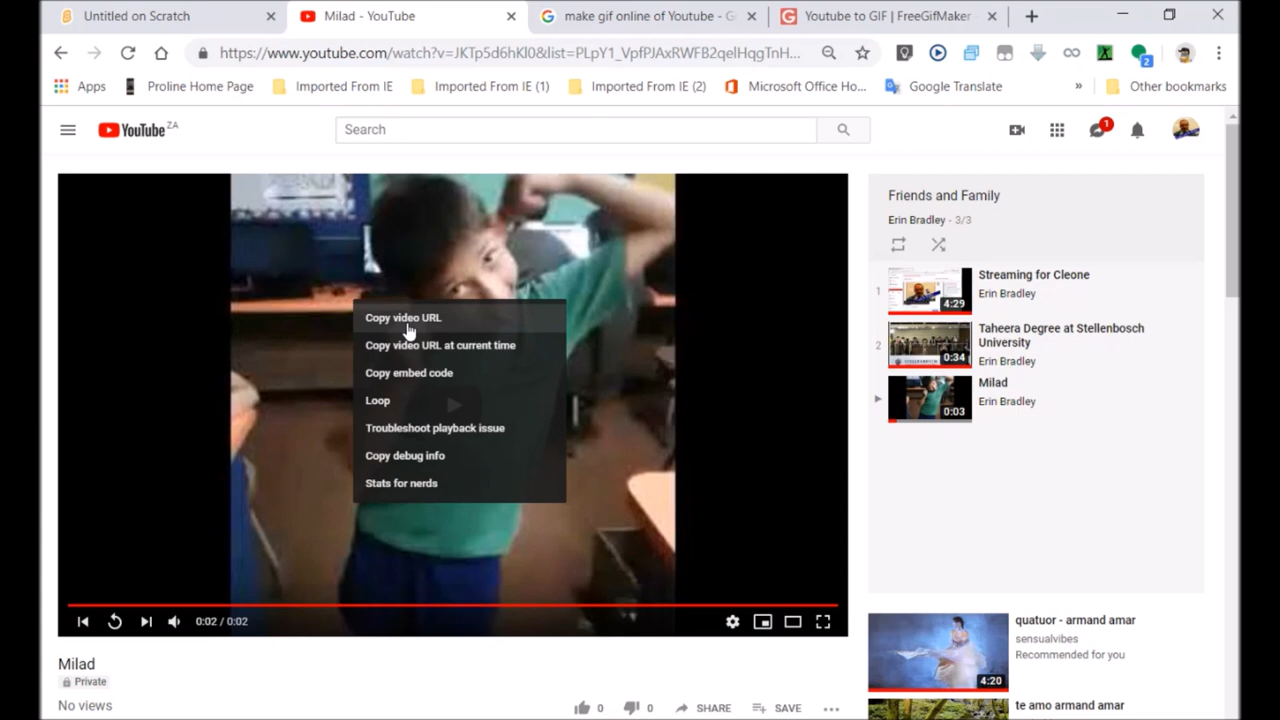 Untitled on Scratch
Milad - YouTube
make gif online of Youtube - G
Youtube to GIF | FreeGifMaker
https://www.youtube.com/watch?v=JKTp5d6hKl0&list=PLpY1_VpfPJAxRWFB2qelHqgTnH...
2
Apps
Proline Home Page
Imported From IE
Imported From IE (1)
Imported From IE (2)
Microsoft Office Ho...
Google Translate
»
Other bookmarks
YouTube ZA
Search
1
Friends and Family
Erin Bradley - 3/3
1
Streaming for Cleone
Erin Bradley
4:29
2
Taheera Degree at Stellenbosch
University
Erin Bradley
0:34
Milad
Erin Bradley
0:03
Copy video URL
Copy video URL at current time
Copy embed code
Loop
Troubleshoot playback issue
Copy debug info
Stats for nerds
0:02 / 0:02
Milad
Private
No views
0
0
SHARE
SAVE
quatuor - armand amar
sensualvibes
Recommended for you
4:20
te amo armand amar